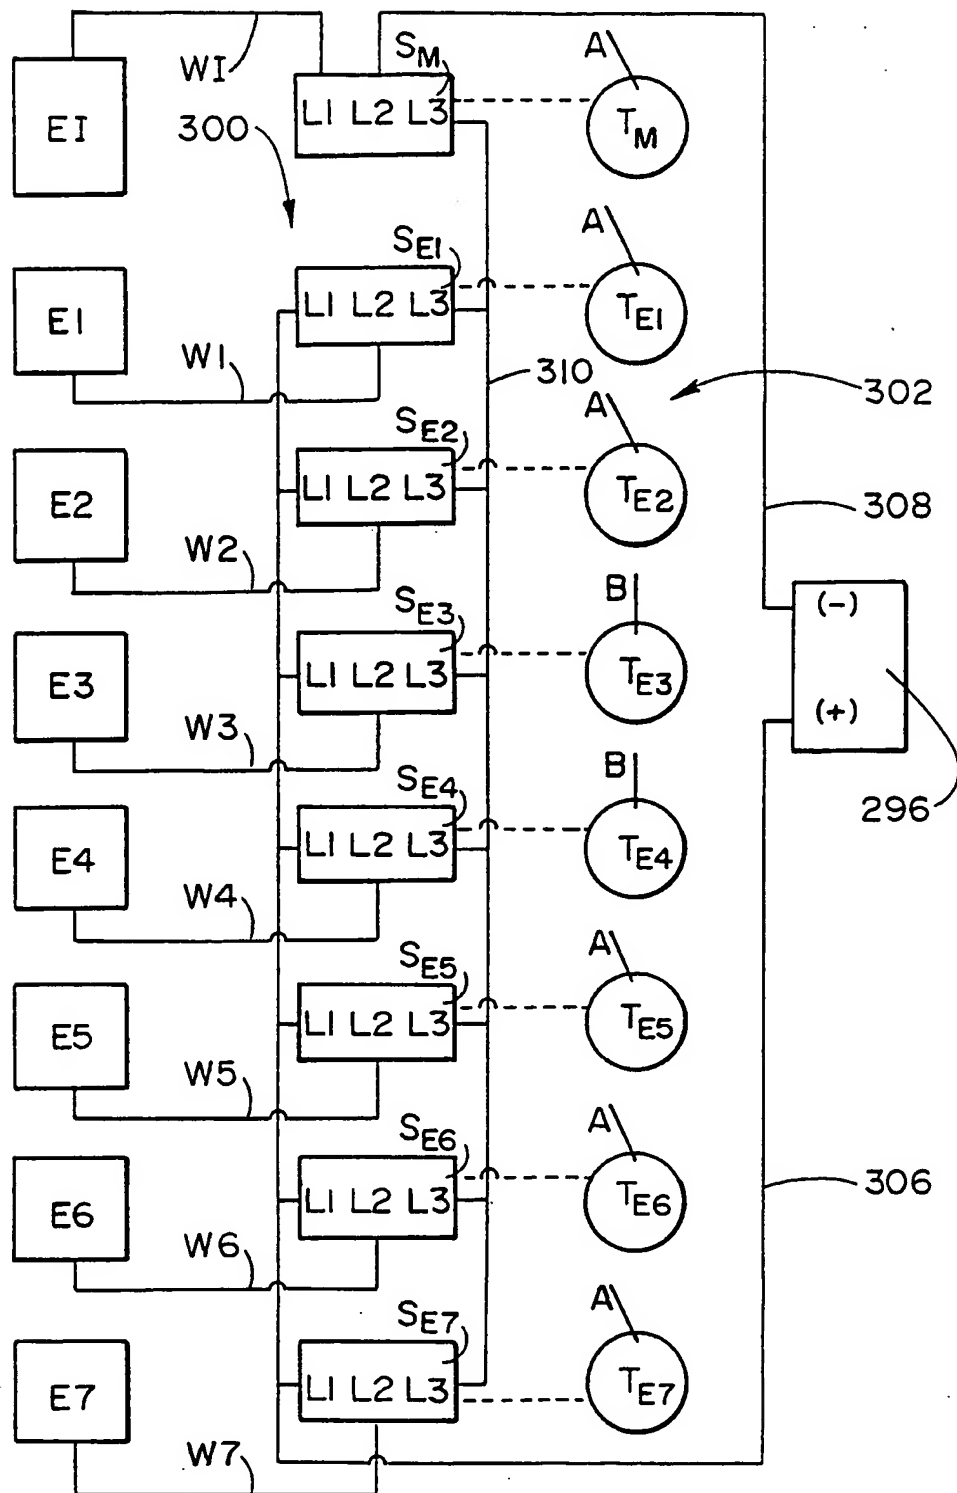 A
WI
S_M
EI
L1 L2 L3
T_M
300
A
S_E1
E1
L1 L2 L3
T_E1
W1
310
302
A
S_E2
E2
L1 L2 L3
T_E2
308
W2
B
S_E3
(-)
E3
L1 L2 L3
T_E3
(+)
W3
B
S_E4
296
E4
L1 L2 L3
T_E4
W4
A
S_E5
E5
L1 L2 L3
T_E5
W5
A
S_E6
306
E6
L1 L2 L3
T_E6
W6
A
S_E7
E7
L1 L2 L3
T_E7
W7